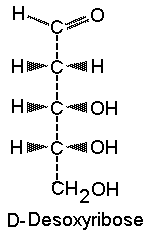 H C O
H C H
H C OH
H C OH
CH2OH
D-Desoxyribose